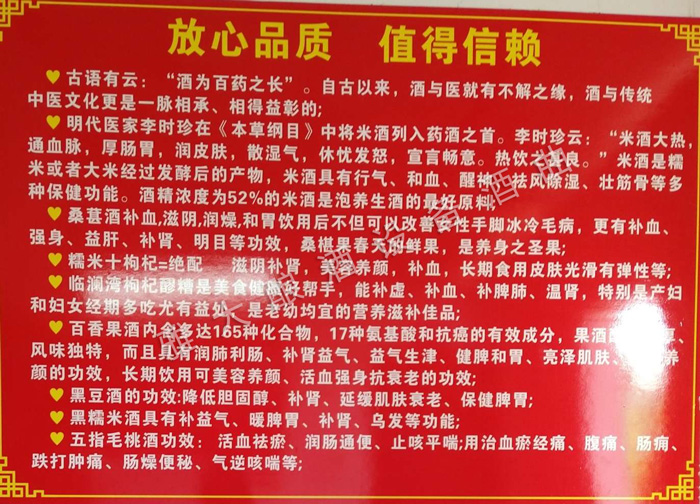 放心品质 值得信赖
古语有云：“酒为百药之长”。自古以来，酒与医就有不解之缘，酒与传统
中医文化更是一脉相承、相得益彰的;
明代医家李时珍在《本草纲目》中将米酒列入药酒之首。李时珍云：“米酒大热，
通血脉，厚肠胃，润皮肤，散湿气，休忧发怒，宣言畅意。热饮之甚良。”米酒是糯
米或者大米经过发酵后的产物，米酒具有行气、和血、醒神、祛风除湿、壮筋骨等多
种保健功能。酒精浓度为52%的米酒是泡养生酒的最好原料;
桑葚酒补血,滋阴,润燥,和胃饮用后不但可以改善女性手脚冰冷毛病，更有补血、
强身、益肝、补肾、明目等功效，桑椹果春天的鲜果，是养身之圣果;
糯米十枸杞=绝配 滋阴补肾，美容养颜，补血，长期食用皮肤光滑有弹性等;
临澜湾枸杞醪糟是美食健康轻帮手，能补虚、补血、补脾肺、温肾，特别是产妇
和妇女经期多吃尤有益处，是老幼均宜的营养滋补佳品;
百香果酒内含多达165种化合物，17种氨基酸和抗癌的有效成分，果酒
风味独特，而且具有润肺利肠、补肾益气、益气生津、健脾和胃、亮泽肌肤、养
颜的功效，长期饮用可美容养颜、活血强身抗衰老的功效;
黑豆酒的功效:降低胆固醇、补肾、延缓肌肤衰老、保健脾胃;
黑糯米酒具有补益气、暖脾胃、补肾、乌发等功能;
五指毛桃酒功效：活血祛瘀、润肠通便、止咳平喘;用治血瘀经痛、腹痛、肠痈，
跌打肿痛、肠燥便秘、气逆咳喘等;